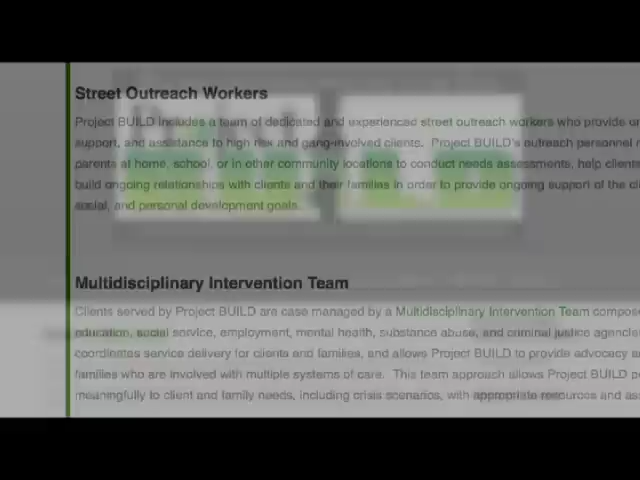 Street Outreach Workers
Project BUILD includes a team of dedicated and experienced street outreach workers who provide on
support, and assistance to high risk and gang-involved clients. Project BUILD's outreach personnel
parents at home, school, or in other community locations to conduct needs assessments, help clients
build ongoing relationships with clients and their families in order to provide ongoing support of the
social, and personal development goals.
Multidisciplinary Intervention Team
Clients served by Project BUILD are case managed by a Multidisciplinary Intervention Team compose
education, social service, employment, mental health, substance abuse, and criminal justice agencies
coordinates service delivery for clients and families, and allows Project BUILD to provide advocacy
families who are involved with multiple systems of care. This team approach allows Project BUILD
meaningfully to client and family needs, including crisis scenarios, with appropriate resources and